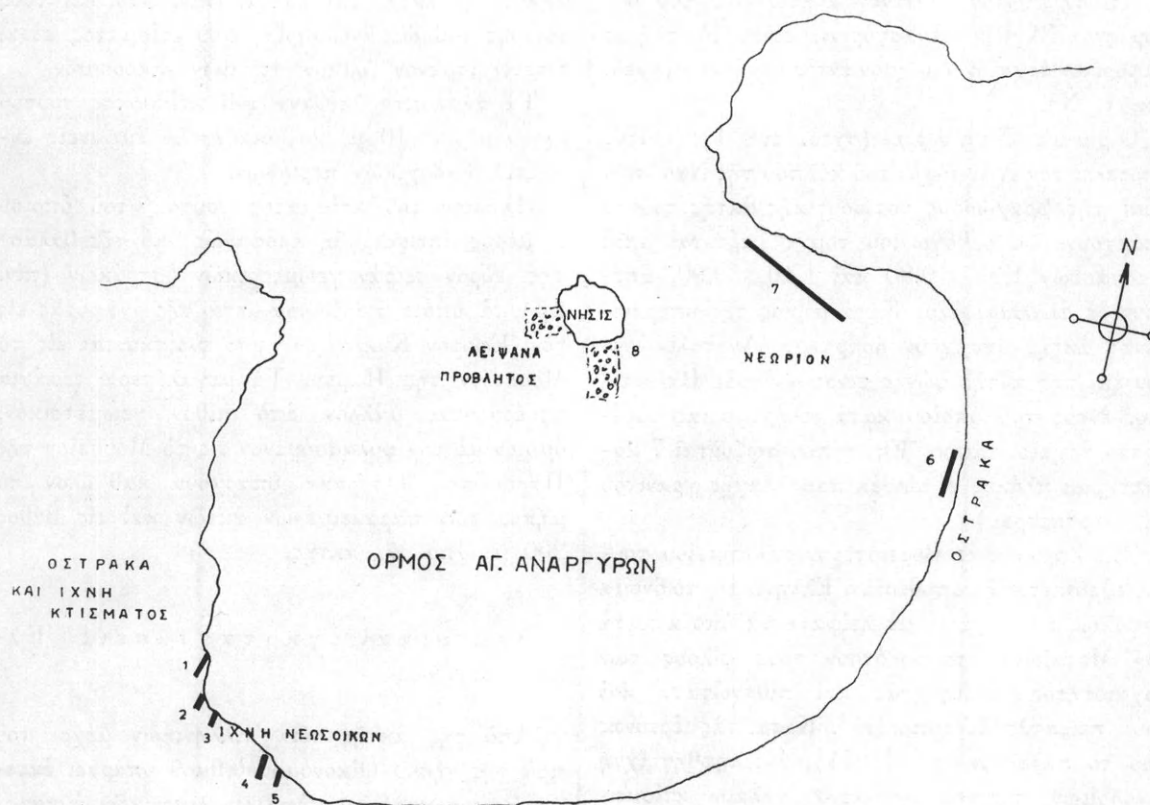 N
ΝΗΣΙΣ
7
8
ΛΕΙΨΑΝΑ
ΠΡΟΒΛΗΤΟΣ
ΝΕΩΡΙΟΝ
6
ΟΣΤΡΑΚΑ
ΟΡΜΟΣ ΑΓ. ΑΝΑΡΓΥΡΩΝ
ΟΣΤΡΑΚΑ
ΚΑΙ ΙΧΝΗ
ΚΤΙΣΜΑΤΟΣ
1
2
3
ΙΧΝΗ ΝΕΩΣΟΙΚΩΝ
4
5